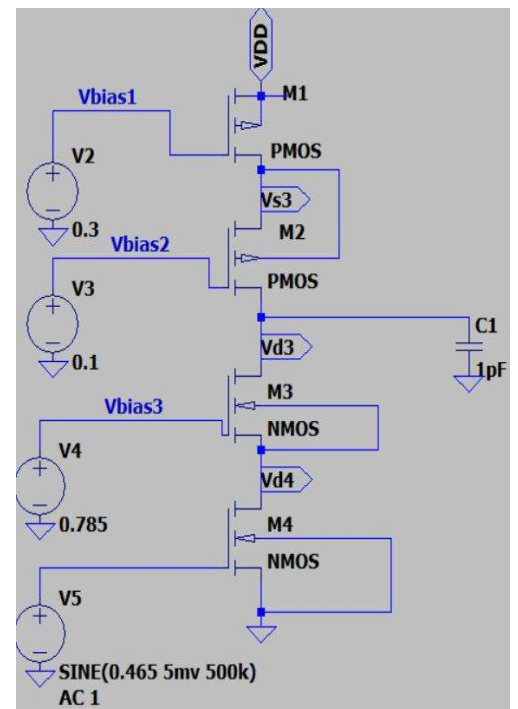 VDD
M1
Vbias1
PMOS
V2
Vs3
M2
0.3
Vbias2
PMOS
V3
C1
Vd3
1pF
0.1
M3
Vbias3
NMOS
V4
Vd4
M4
0.785
NMOS
V5
SINE(0.465 5mv 500k)
AC 1